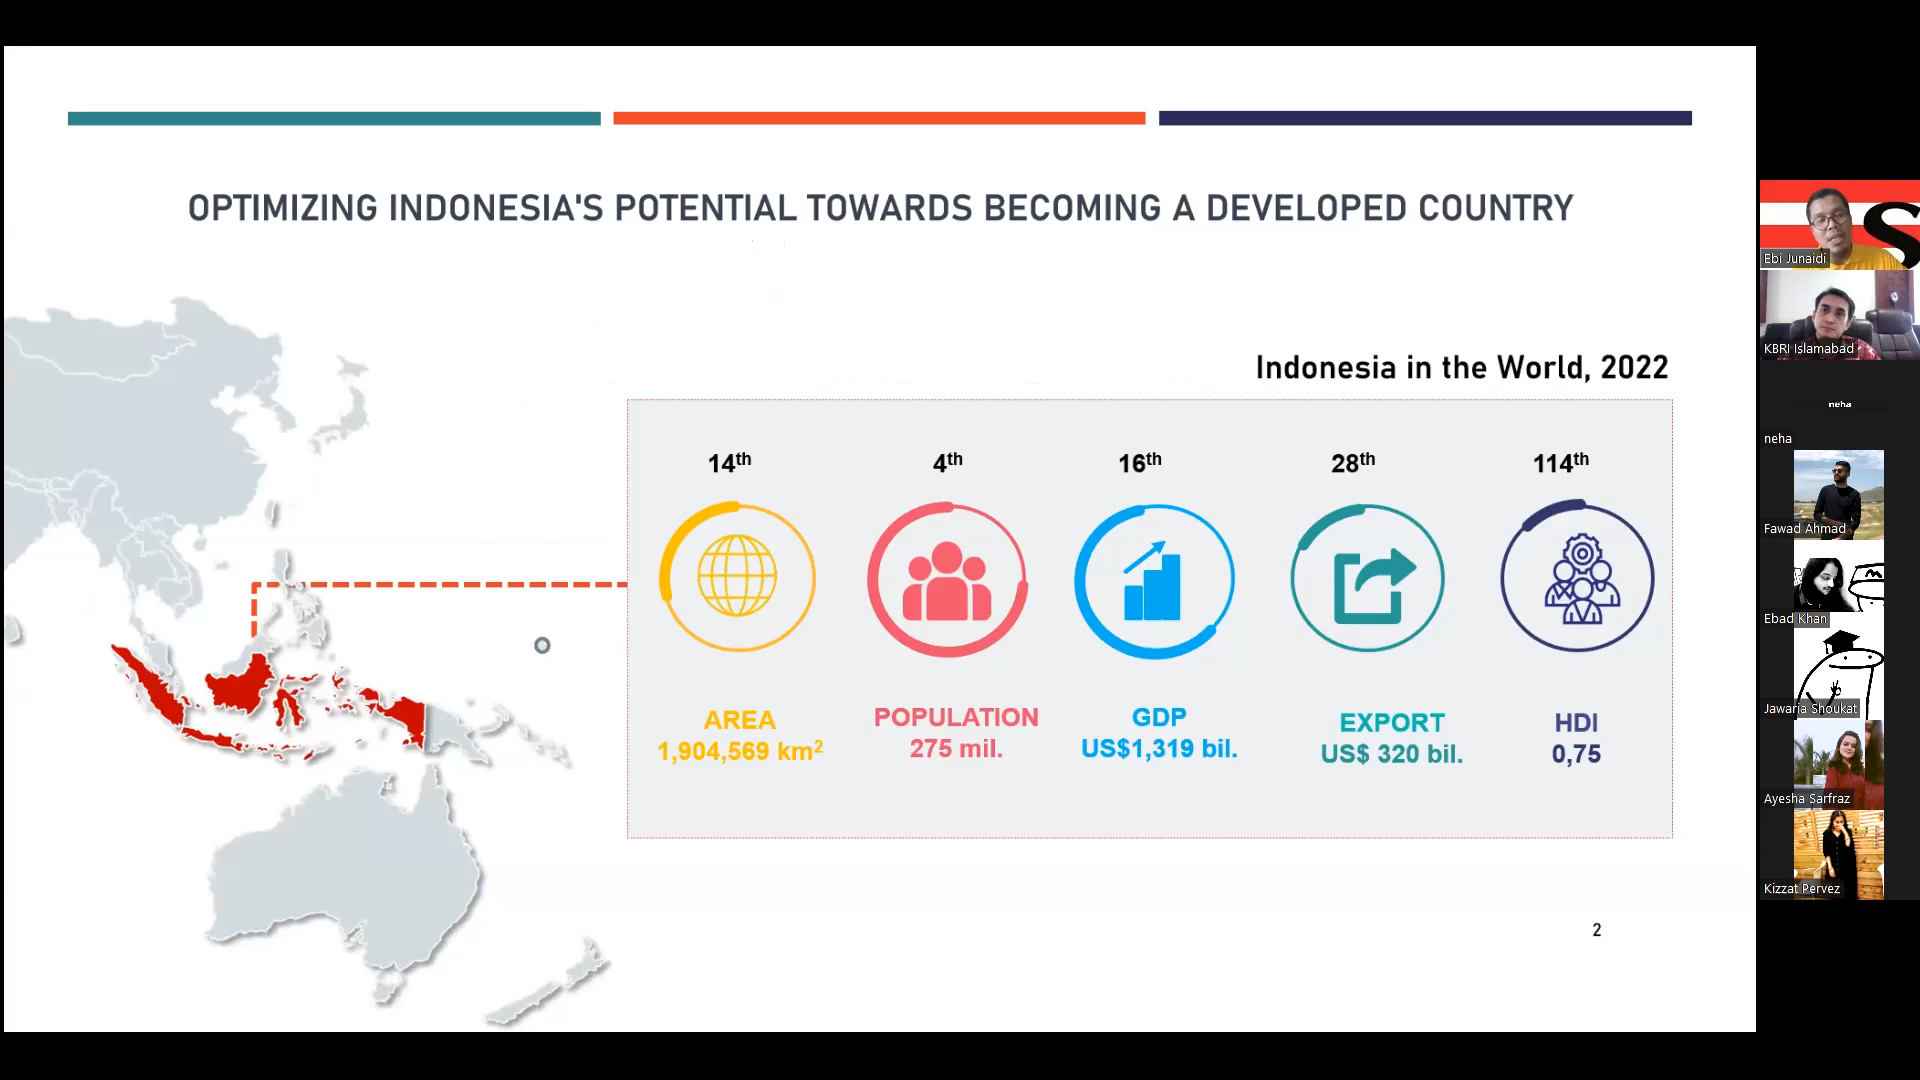 OPTIMIZING INDONESIA'S POTENTIAL TOWARDS BECOMING A DEVELOPED COUNTRY
Indonesia in the World, 2022
14th 4th 16th 28th 114th
AREA POPULATION GDP EXPORT HDI
1,904,569 km² 275 mil. US$1,319 bil. US$ 320 bil. 0,75
2
S
Ebi Junaidi
KBRI Islamabad
neha
neha
Fawad Ahmad
Ebad Khan
Jawaria Shoukat
Ayesha Sarfraz
Kizzat Pervez